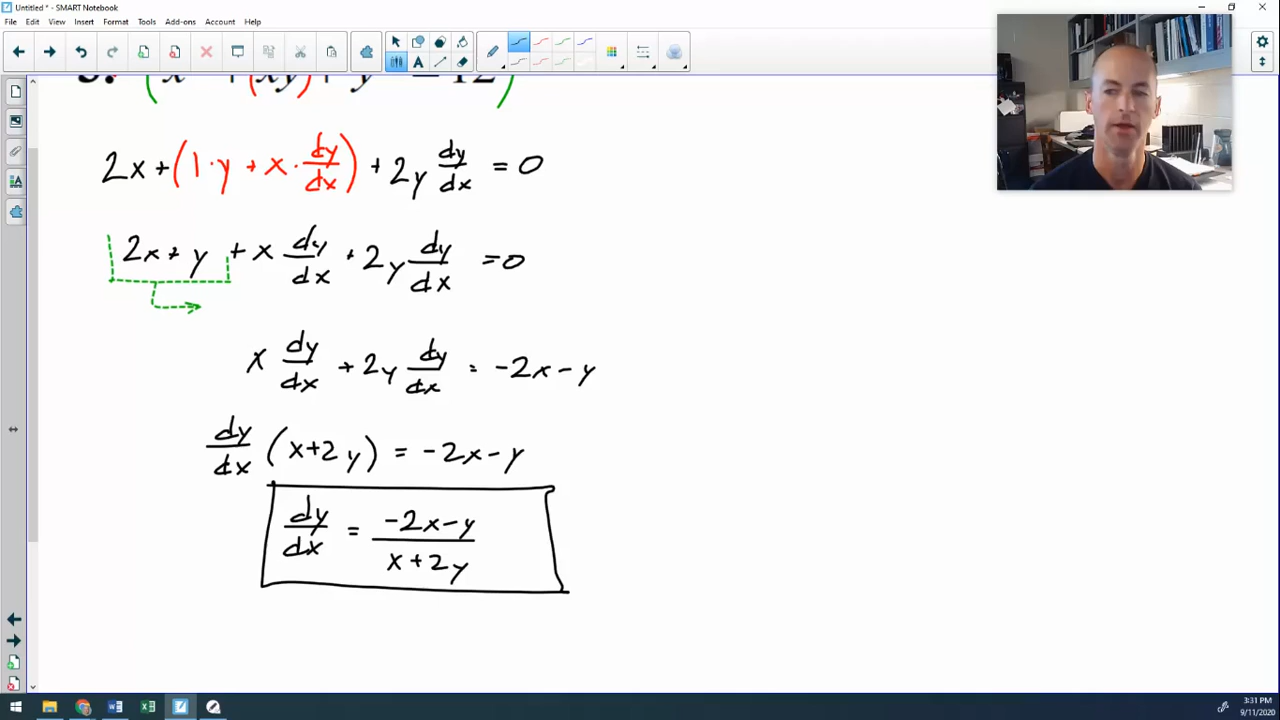 Untitled * - SMART Notebook
File Edit View Insert Format Tools Add-ons Account Help
2x+(1·y+x·dy/dx)+2y dy/dx=0
2x+y+x dy/dx+2y dy/dx=0
x dy/dx+2y dy/dx=-2x-y
dy/dx(x+2y)=-2x-y
dy/dx=-2x-y/x+2y
3:31 PM
9/11/2020